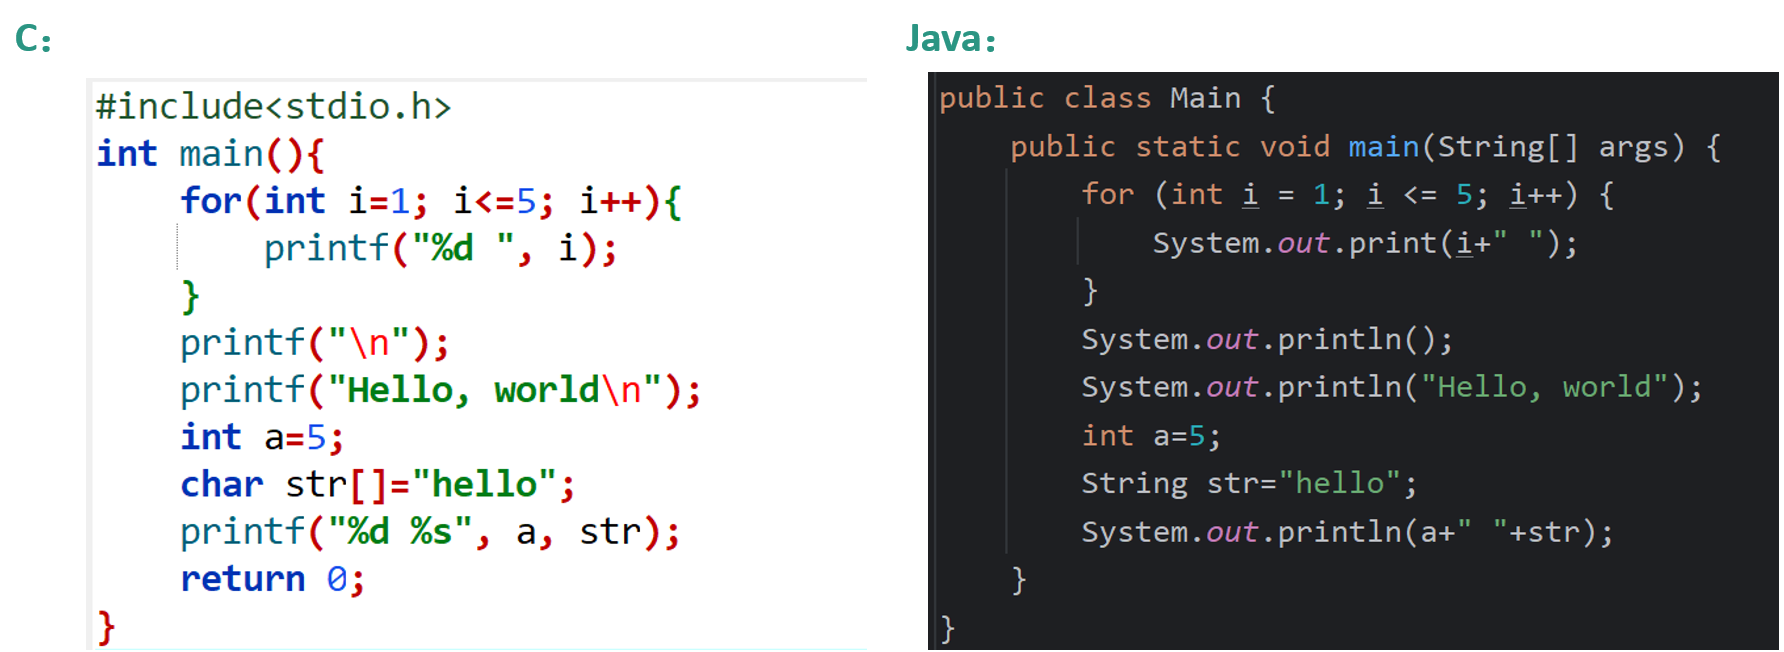 C：
#include<stdio.h>
int main(){
    for(int i=1; i<=5; i++){
        printf("%d ", i);
    }
    printf("\n");
    printf("Hello, world\n");
    int a=5;
    char str[]="hello";
    printf("%d %s", a, str);
    return 0;
}
Java：
public class Main {
    public static void main(String[] args) {
        for (int i = 1; i <= 5; i++) {
            System.out.print(i+" ");
        }
        System.out.println();
        System.out.println("Hello, world");
        int a=5;
        String str="hello";
        System.out.println(a+" "+str);
    }
}